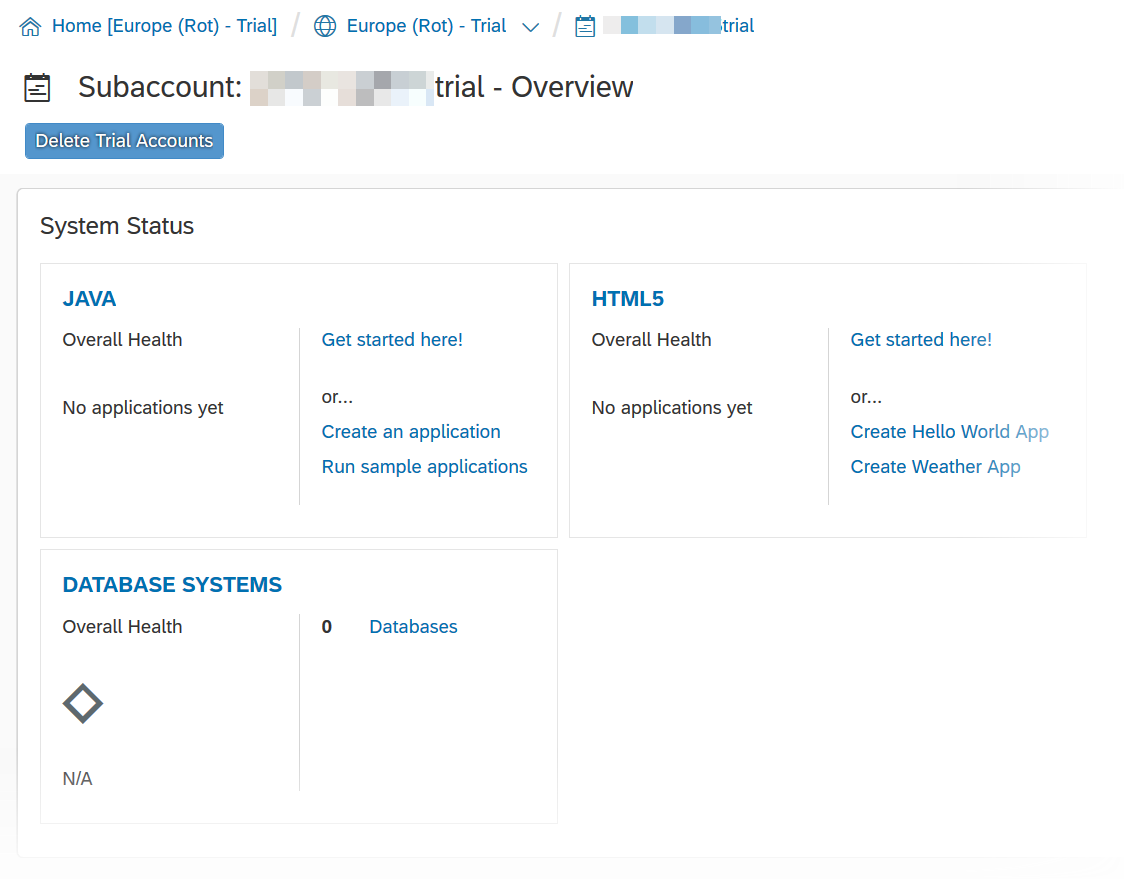 Home [Europe (Rot) - Trial] / Europe (Rot) - Trial / trial
Subaccount: trial - Overview
Delete Trial Accounts
System Status
JAVA
Overall Health
Get started here!
No applications yet
or...
Create an application
Run sample applications
HTML5
Overall Health
Get started here!
No applications yet
or...
Create Hello World App
Create Weather App
DATABASE SYSTEMS
Overall Health
0 Databases
N/A